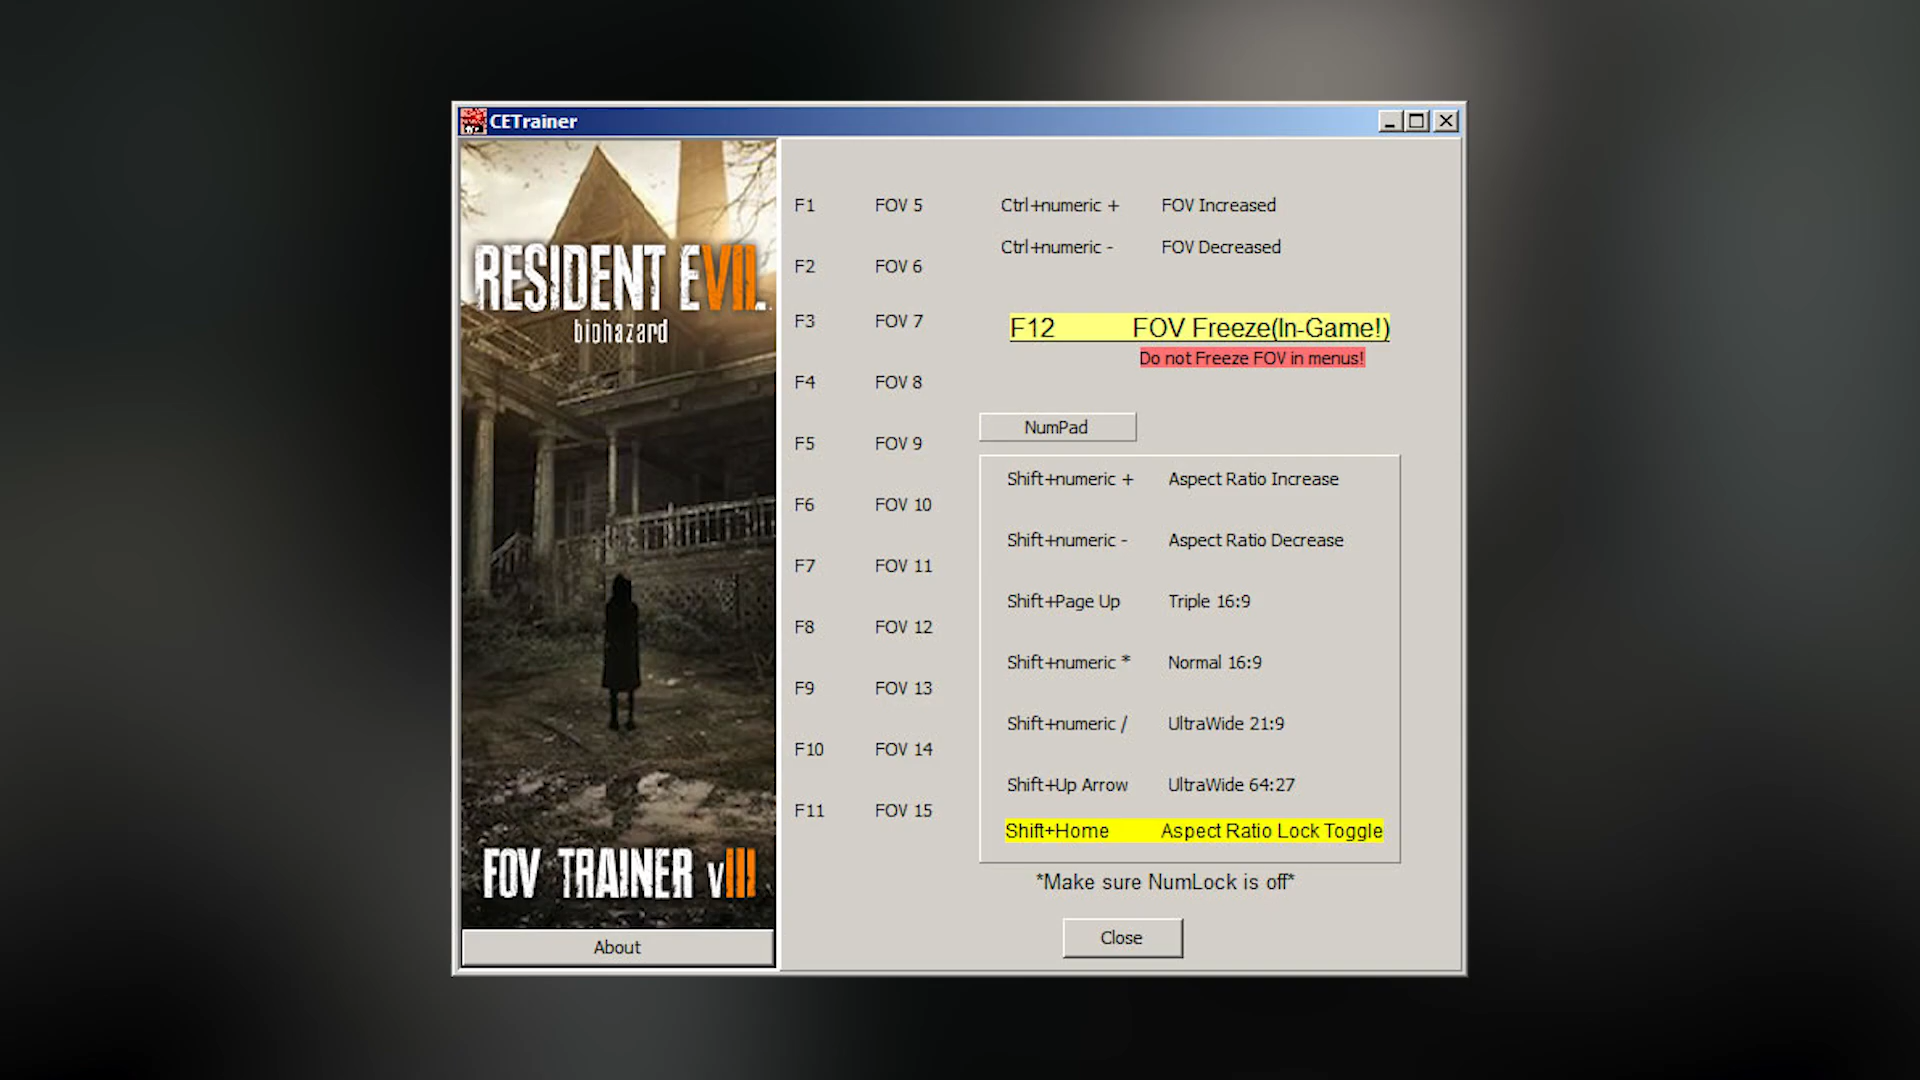 CETrainer
RESIDENT EVII.
biohazard
FOV TRAINER vIII
About
F1 FOV 5
F2 FOV 6
F3 FOV 7
F4 FOV 8
F5 FOV 9
F6 FOV 10
F7 FOV 11
F8 FOV 12
F9 FOV 13
F10 FOV 14
F11 FOV 15
Ctrl+numeric + FOV Increased
Ctrl+numeric - FOV Decreased
F12 FOV Freeze(In-Game!)
Do not Freeze FOV in menus!
NumPad
Shift+numeric + Aspect Ratio Increase
Shift+numeric - Aspect Ratio Decrease
Shift+Page Up Triple 16:9
Shift+numeric * Normal 16:9
Shift+numeric / UltraWide 21:9
Shift+Up Arrow UltraWide 64:27
Shift+Home Aspect Ratio Lock Toggle
*Make sure NumLock is off*
Close